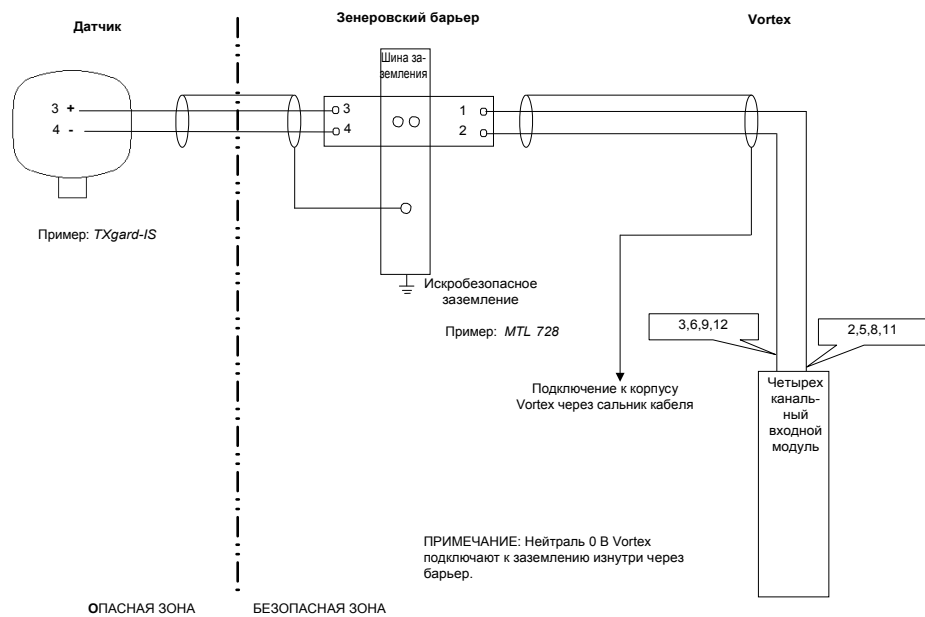 Датчик
Зенеровский барьер
Vortex
Шина за-
земления
3 +
4 -
3
4
1
2
Пример: TXgard-IS
Искробезопасное
заземление
Пример: MTL 728
3,6,9,12
2,5,8,11
Подключение к корпусу
Vortex через сальник кабеля
Четырех
каналь-
ный
входной
модуль
ПРИМЕЧАНИЕ: Нейтраль 0 В Vortex
подключают к заземлению изнутри через
барьер.
ОПАСНАЯ ЗОНА
БЕЗОПАСНАЯ ЗОНА